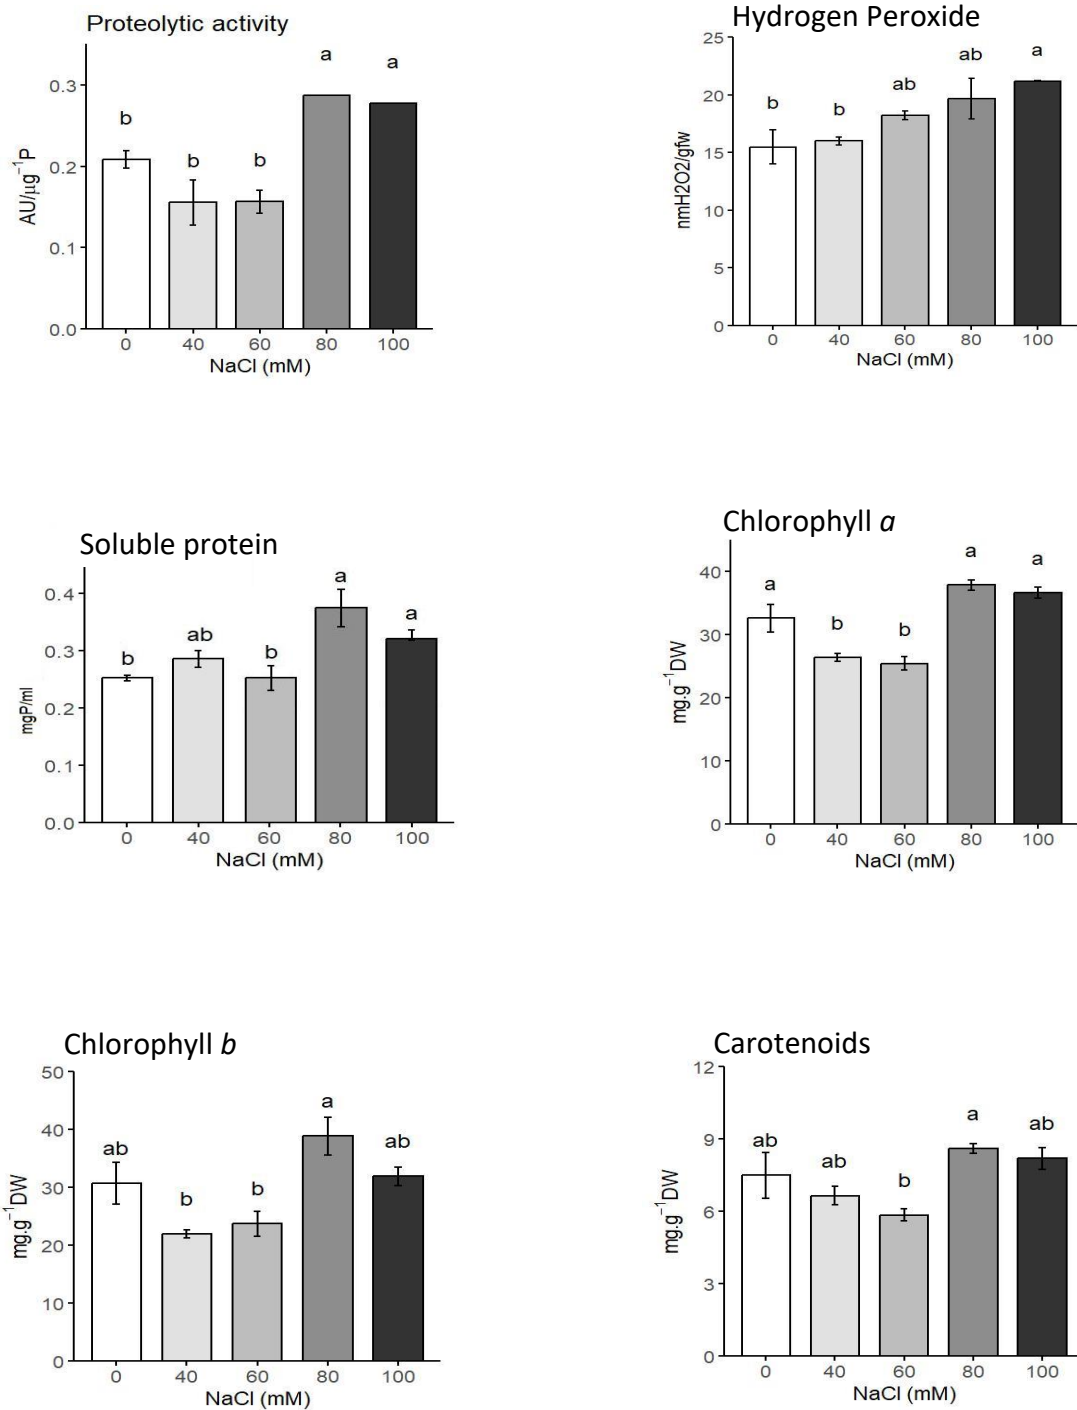 Proteolytic activity
AU/µg⁻¹P
0.3
0.2
0.1
0.0
b
b
b
a
a
0 40 60 80 100
NaCl (mM)
Hydrogen Peroxide
nmH2O2/gfw
25
20
15
10
5
0
b
b
ab
ab
a
0 40 60 80 100
NaCl (mM)
Soluble protein
mgP/ml
0.4
0.3
0.2
0.1
0.0
b
ab
b
a
a
0 40 60 80 100
NaCl (mM)
Chlorophyll a
mg.g⁻¹DW
40
30
20
10
0
a
b
b
a
a
0 40 60 80 100
NaCl (mM)
Chlorophyll b
mg.g⁻¹DW
50
40
30
20
10
0
ab
b
b
a
ab
0 40 60 80 100
NaCl (mM)
Carotenoids
mg.g⁻¹DW
12
9
6
3
0
ab
ab
b
a
ab
0 40 60 80 100
NaCl (mM)